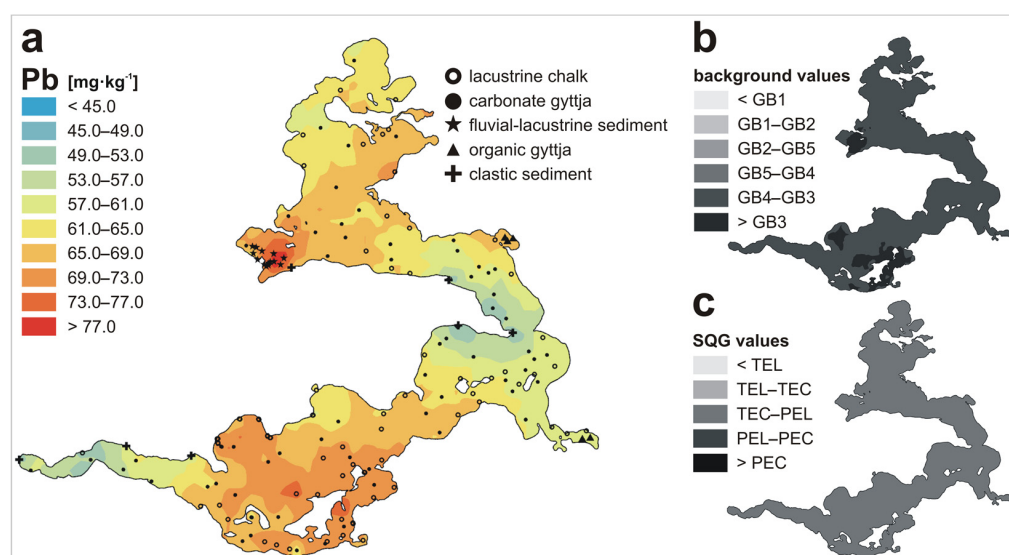 a
Pb [mg·kg⁻¹]
< 45.0
45.0–49.0
49.0–53.0
53.0–57.0
57.0–61.0
61.0–65.0
65.0–69.0
69.0–73.0
73.0–77.0
> 77.0
lacustrine chalk
carbonate gyttja
fluvial-lacustrine sediment
organic gyttja
clastic sediment
b
background values
< GB1
GB1–GB2
GB2–GB5
GB5–GB4
GB4–GB3
> GB3
c
SQG values
< TEL
TEL–TEC
TEC–PEL
PEL–PEC
> PEC